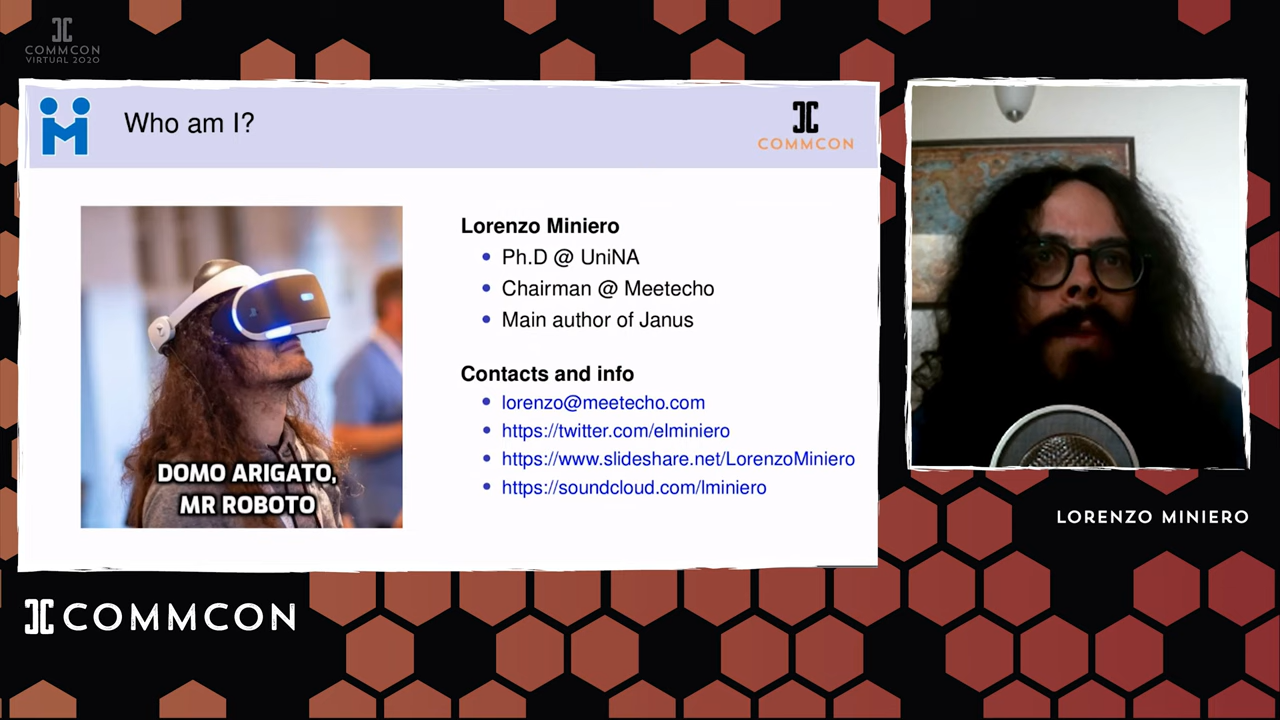 COMMCON
VIRTUAL 2020
Who am I?
COMMCON
Lorenzo Miniero
Ph.D @ UniNA
Chairman @ Meetecho
Main author of Janus
Contacts and info
lorenzo@meetecho.com
https://twitter.com/elminiero
https://www.slideshare.net/LorenzoMiniero
https://soundcloud.com/lminiero
DOMO ARIGATO,
MR ROBOTO
LORENZO MINIERO
COMMCON